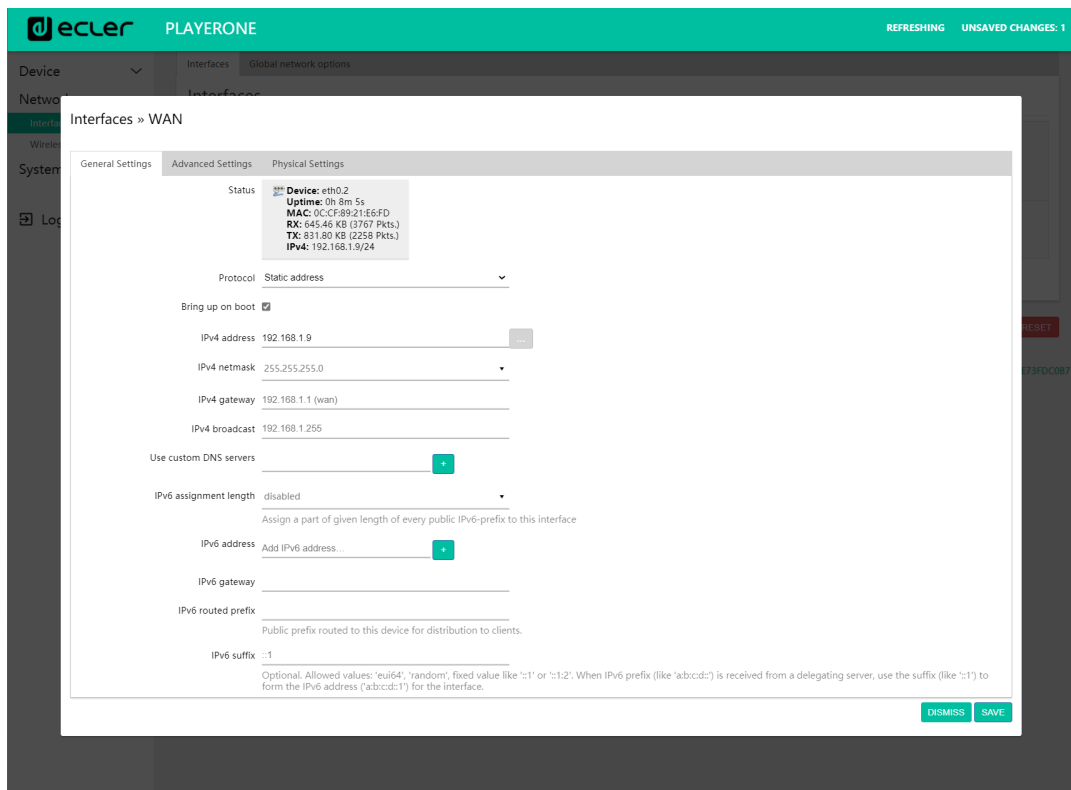 ecler PLAYERONE REFRESHING UNSAVED CHANGES: 1
Device
Interfaces Global network options
Interfaces
Interfaces » WAN
General Settings Advanced Settings Physical Settings
Status
Device: eth0.2
Uptime: 0h 8m 5s
MAC: 0C:CF:89:21:E6:FD
RX: 645.46 KB (3767 Pkts.)
TX: 831.80 KB (2258 Pkts.)
IPv4: 192.168.1.9/24
Protocol Static address
Bring up on boot
IPv4 address 192.168.1.9 ...
IPv4 netmask 255.255.255.0
IPv4 gateway 192.168.1.1 (wan)
IPv4 broadcast 192.168.1.255
Use custom DNS servers +
IPv6 assignment length disabled
Assign a part of given length of every public IPv6-prefix to this interface
IPv6 address Add IPv6 address... +
IPv6 gateway
IPv6 routed prefix
Public prefix routed to this device for distribution to clients.
IPv6 suffix ::1
Optional. Allowed values: 'eui64', 'random', fixed value like '::1' or '::1:2'. When IPv6 prefix (like 'a:b:c:d::') is received from a delegating server, use the suffix (like '::1') to
form the IPv6 address ('a:b:c:d::1') for the interface.
DISMISS SAVE
System
RESET
E73FDC0B7